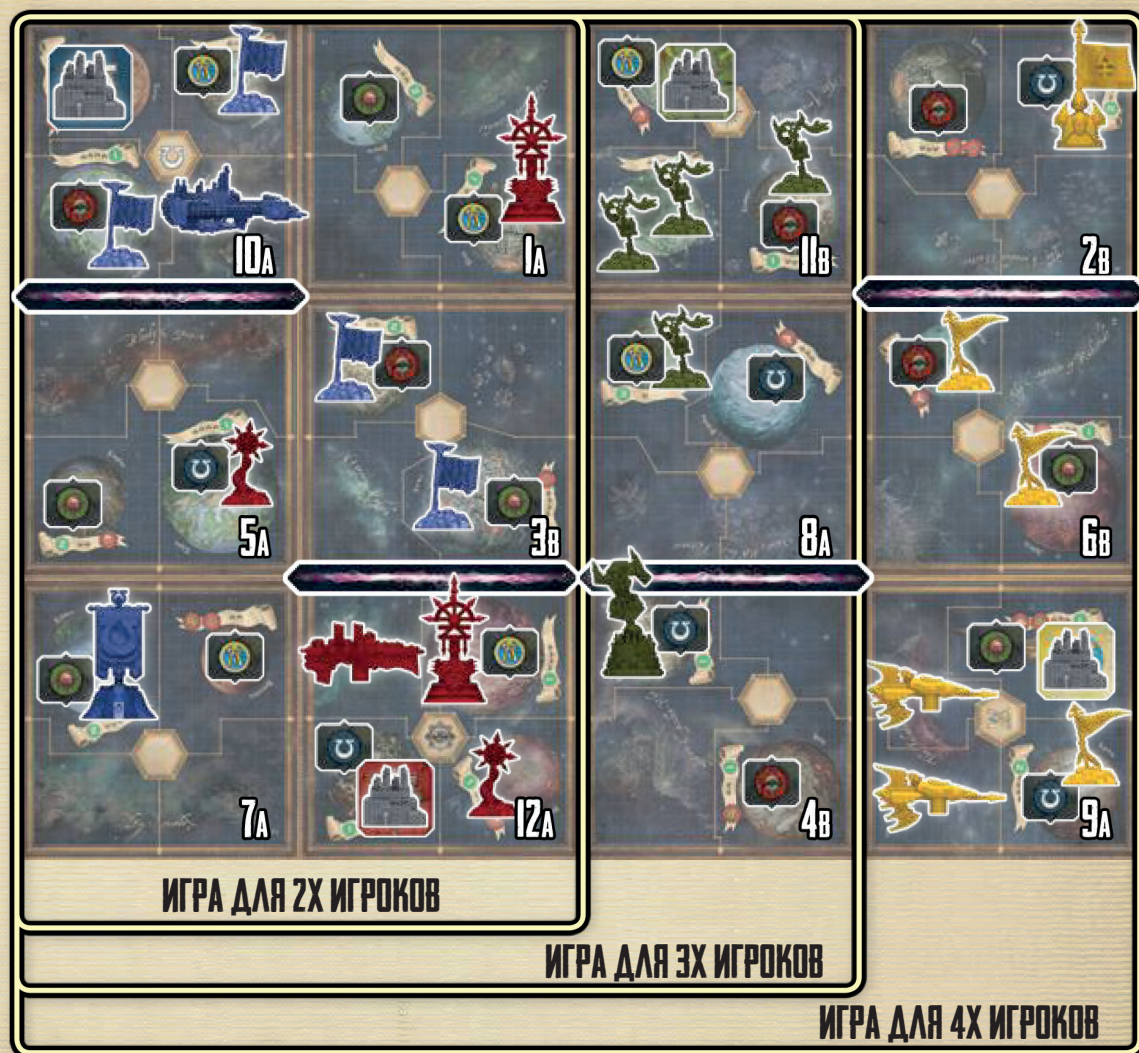 10A
1A
11B
2B
5A
3B
8A
6B
7A
12A
4B
9A
ИГРА ДЛЯ 2Х ИГРОКОВ
ИГРА ДЛЯ 3Х ИГРОКОВ
ИГРА ДЛЯ 4Х ИГРОКОВ